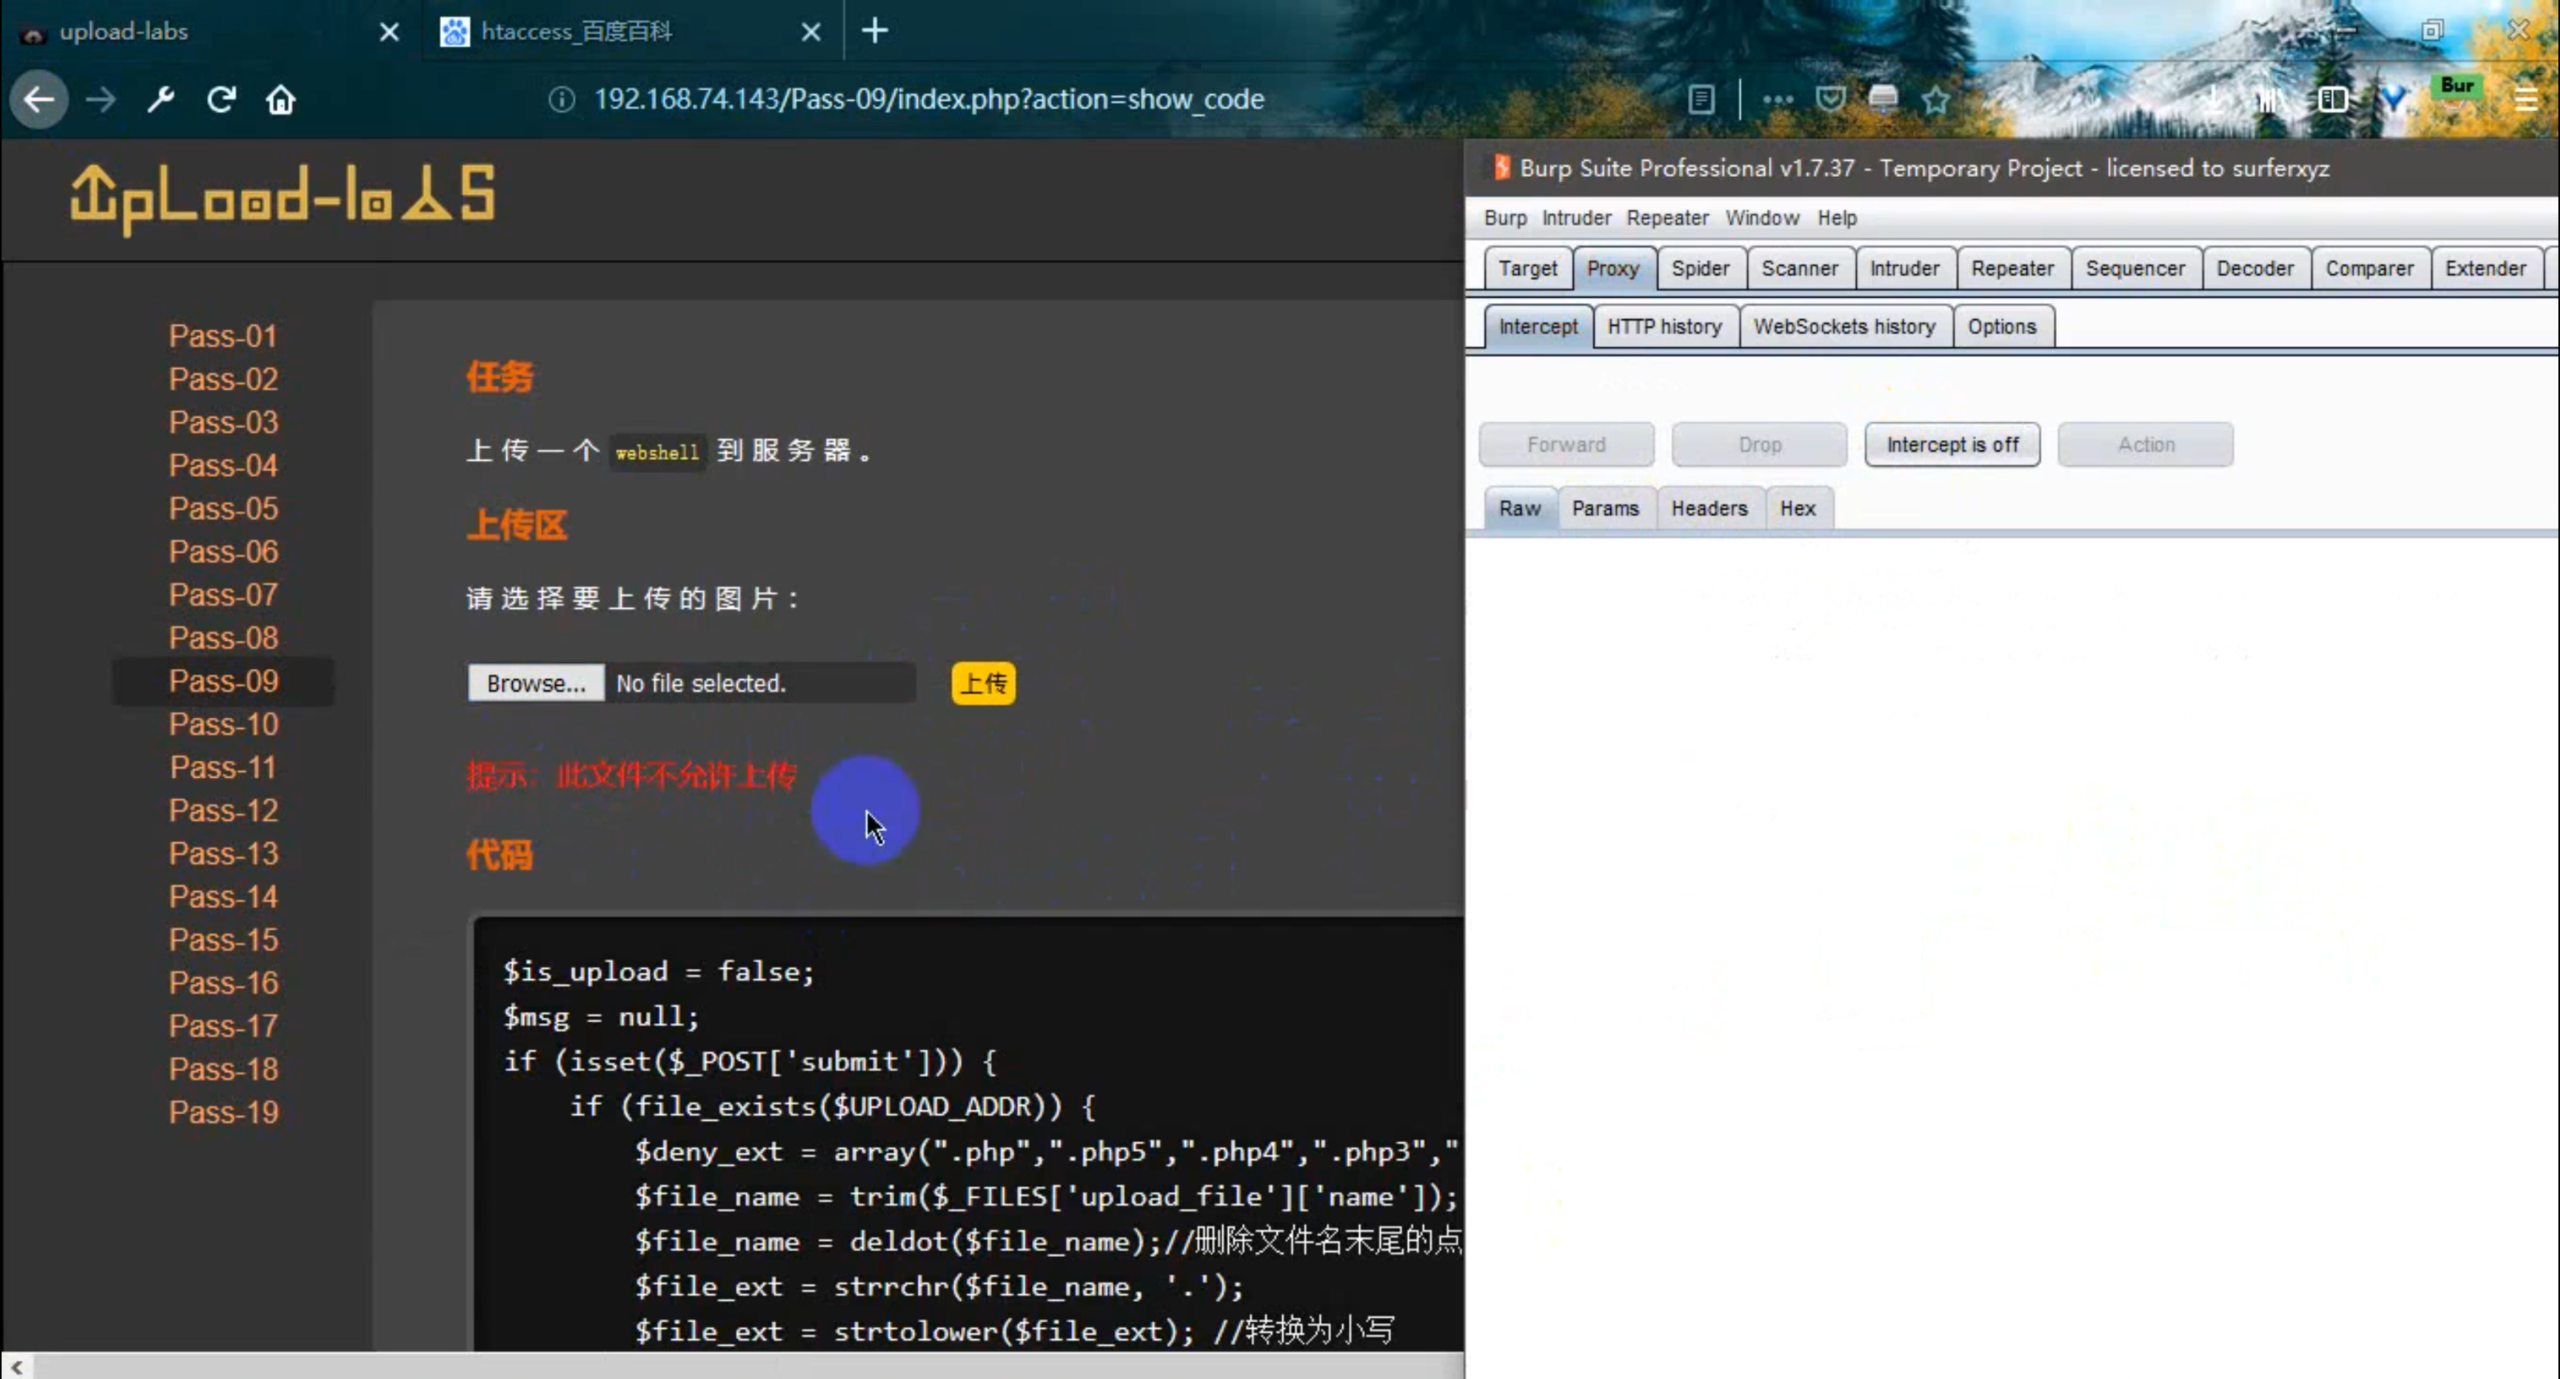 upload-labs
htaccess_百度百科
192.168.74.143/Pass-09/index.php?action=show_code
Bur
UpLoad-labS
Burp Suite Professional v1.7.37 - Temporary Project - licensed to surferxyz
Burp Intruder Repeater Window Help
Target Proxy Spider Scanner Intruder Repeater Sequencer Decoder Comparer Extender
Intercept HTTP history WebSockets history Options
Forward Drop Intercept is off Action
Raw Params Headers Hex
Pass-01
Pass-02
Pass-03
Pass-04
Pass-05
Pass-06
Pass-07
Pass-08
Pass-09
Pass-10
Pass-11
Pass-12
Pass-13
Pass-14
Pass-15
Pass-16
Pass-17
Pass-18
Pass-19
任务
上传一个 webshell 到服务器。
上传区
请选择要上传的图片：
Browse... No file selected. 上传
提示：此文件不允许上传
代码
$is_upload = false;
$msg = null;
if (isset($_POST['submit'])) {
if (file_exists($UPLOAD_ADDR)) {
$deny_ext = array(".php",".php5",".php4",".php3","
$file_name = trim($_FILES['upload_file']['name']);
$file_name = deldot($file_name);//删除文件名末尾的点
$file_ext = strrchr($file_name, '.');
$file_ext = strtolower($file_ext); //转换为小写